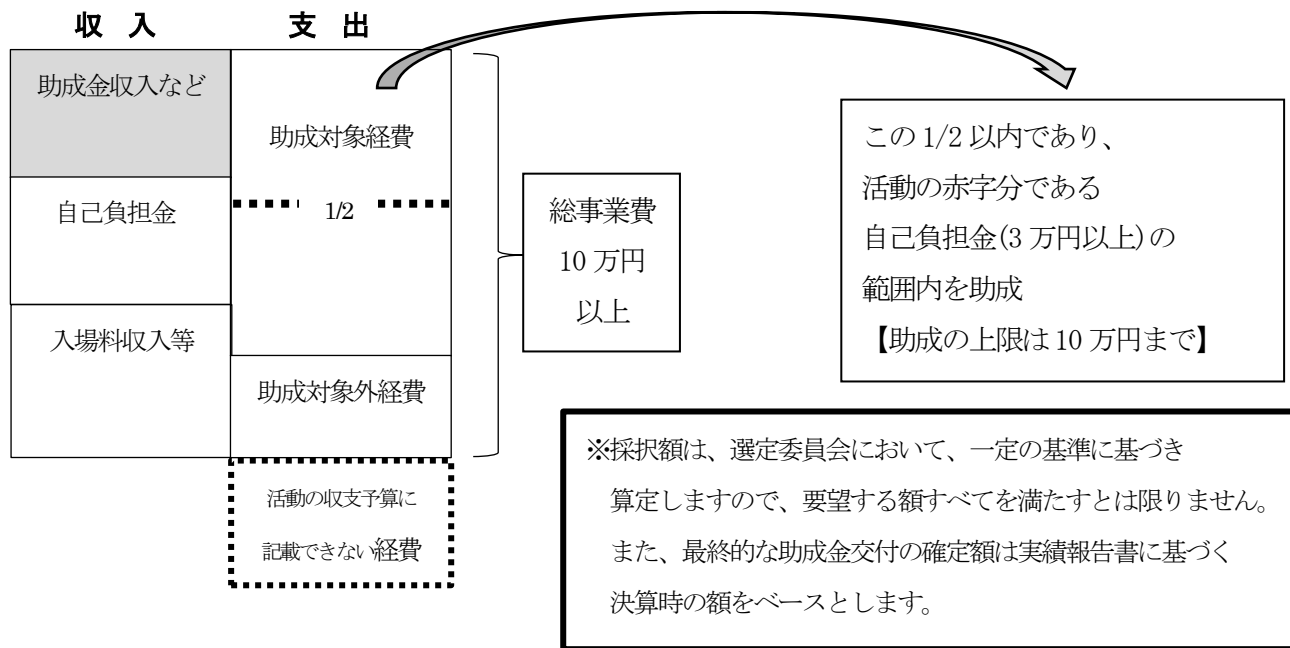 収 入
支 出
助成金収入など
自己負担金
入場料収入等
助成対象経費
1/2
助成対象外経費
活動の収支予算に
記載できない経費
総事業費
10 万円
以上
この 1/2 以内であり、
活動の赤字分である
自己負担金(3 万円以上)の
範囲内を助成
【助成の上限は 10 万円まで】
※採択額は、選定委員会において、一定の基準に基づき
算定しますので、要望する額すべてを満たすとは限りません。
また、最終的な助成金交付の確定額は実績報告書に基づく
決算時の額をベースとします。